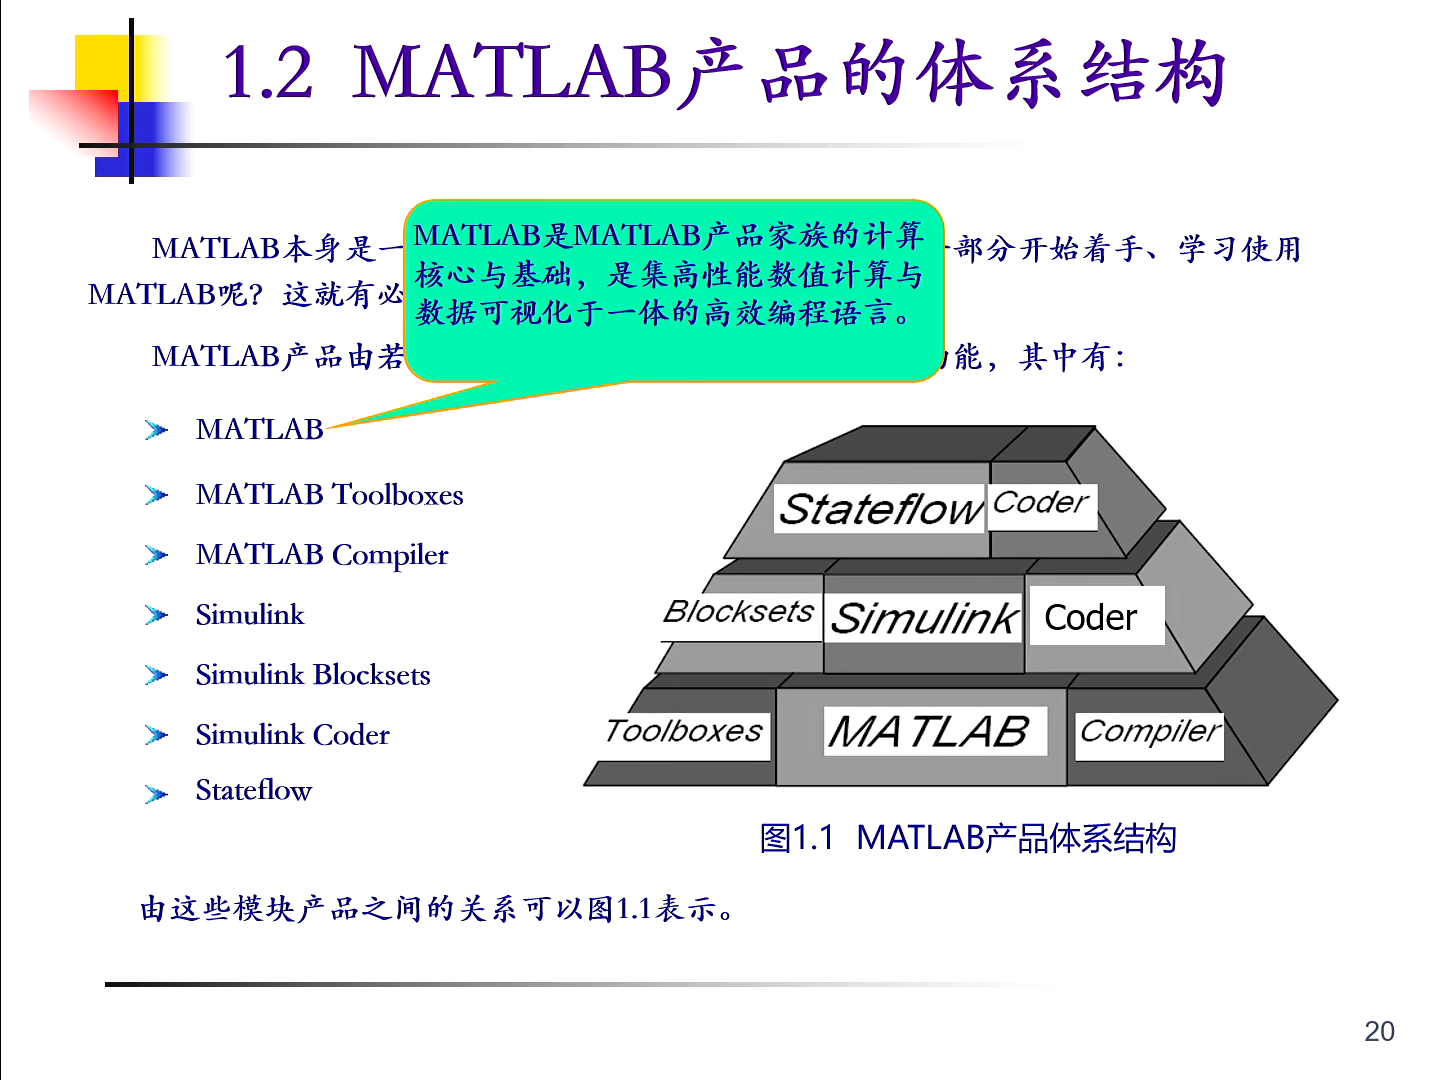 1.2 MATLAB产品的体系结构
MATLAB本身是一
部分开始着手、学习使用
MATLAB呢？这就有必
MATLAB是MATLAB产品家族的计算
核心与基础，是集高性能数值计算与
数据可视化于一体的高效编程语言。
MATLAB产品由若
能，其中有：
MATLAB
MATLAB Toolboxes
MATLAB Compiler
Simulink
Simulink Blocksets
Simulink Coder
Stateflow
Stateflow Coder
Blocksets Simulink Coder
Toolboxes MATLAB Compiler
图1.1 MATLAB产品体系结构
由这些模块产品之间的关系可以图1.1表示。
20